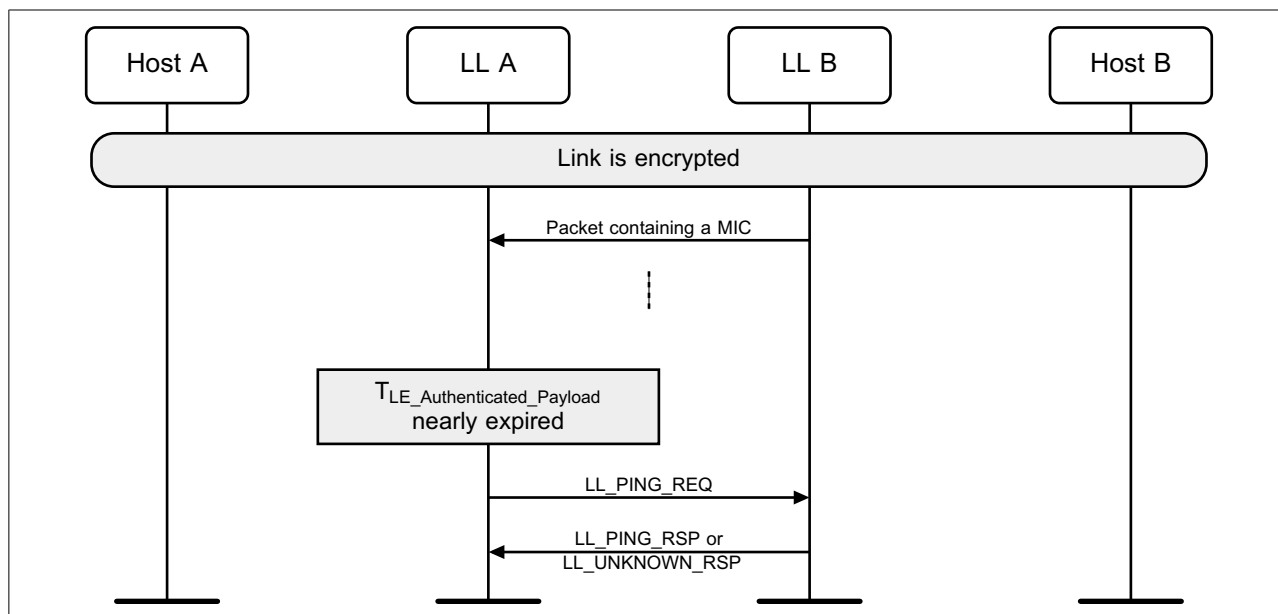 Host A
LL A
LL B
Host B
Link is encrypted
Packet containing a MIC
TLE_Authenticated_Payload
nearly expired
LL_PING_REQ
LL_PING_RSP or
LL_UNKNOWN_RSP